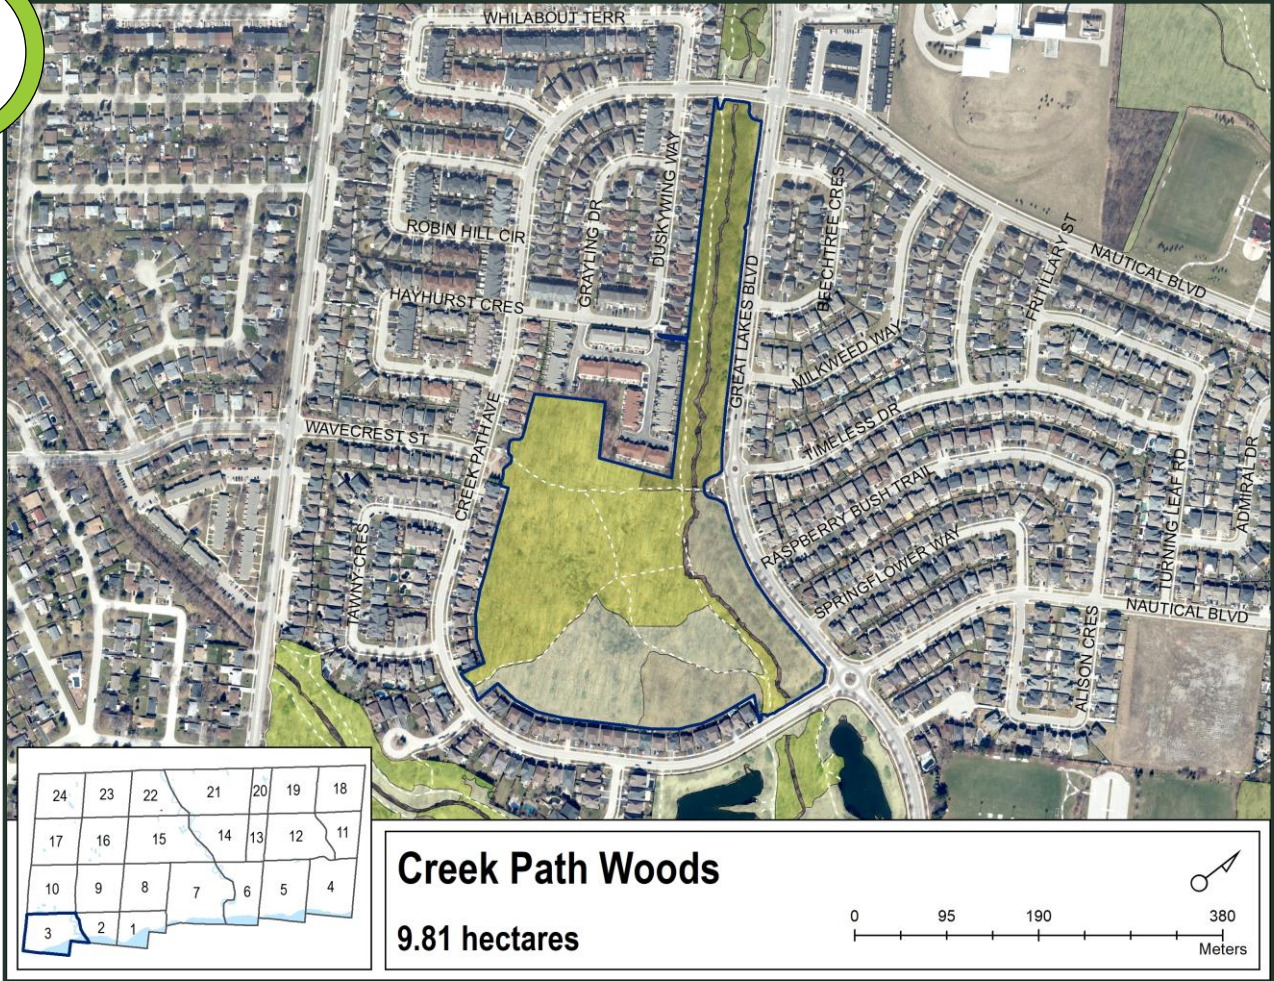 WHILABOUT TERR
DUSKYWING WAY
GRAYLING DR
ROBIN HILL CIR
HAYHURST CRES
BEECHTREE CRES
GREAT LAKES BLVD
FRITILLARY ST
NAUTICAL BLVD
MILKWEED WAY
TIMELESS DR
WAVECREST ST
CREEK PATH AVE
RASPBERRY BUSH TRAIL
TURNING LEAF RD
ADMIRAL DR
TAWNY CRES
SPRINGFLOWER WAY
NAUTICAL BLVD
ALISON CRES
24 23 22 21 20 19 18
17 16 15 14 13 12 11
10 9 8 7 6 5 4
3 2 1
Creek Path Woods
9.81 hectares
0 95 190 380
Meters